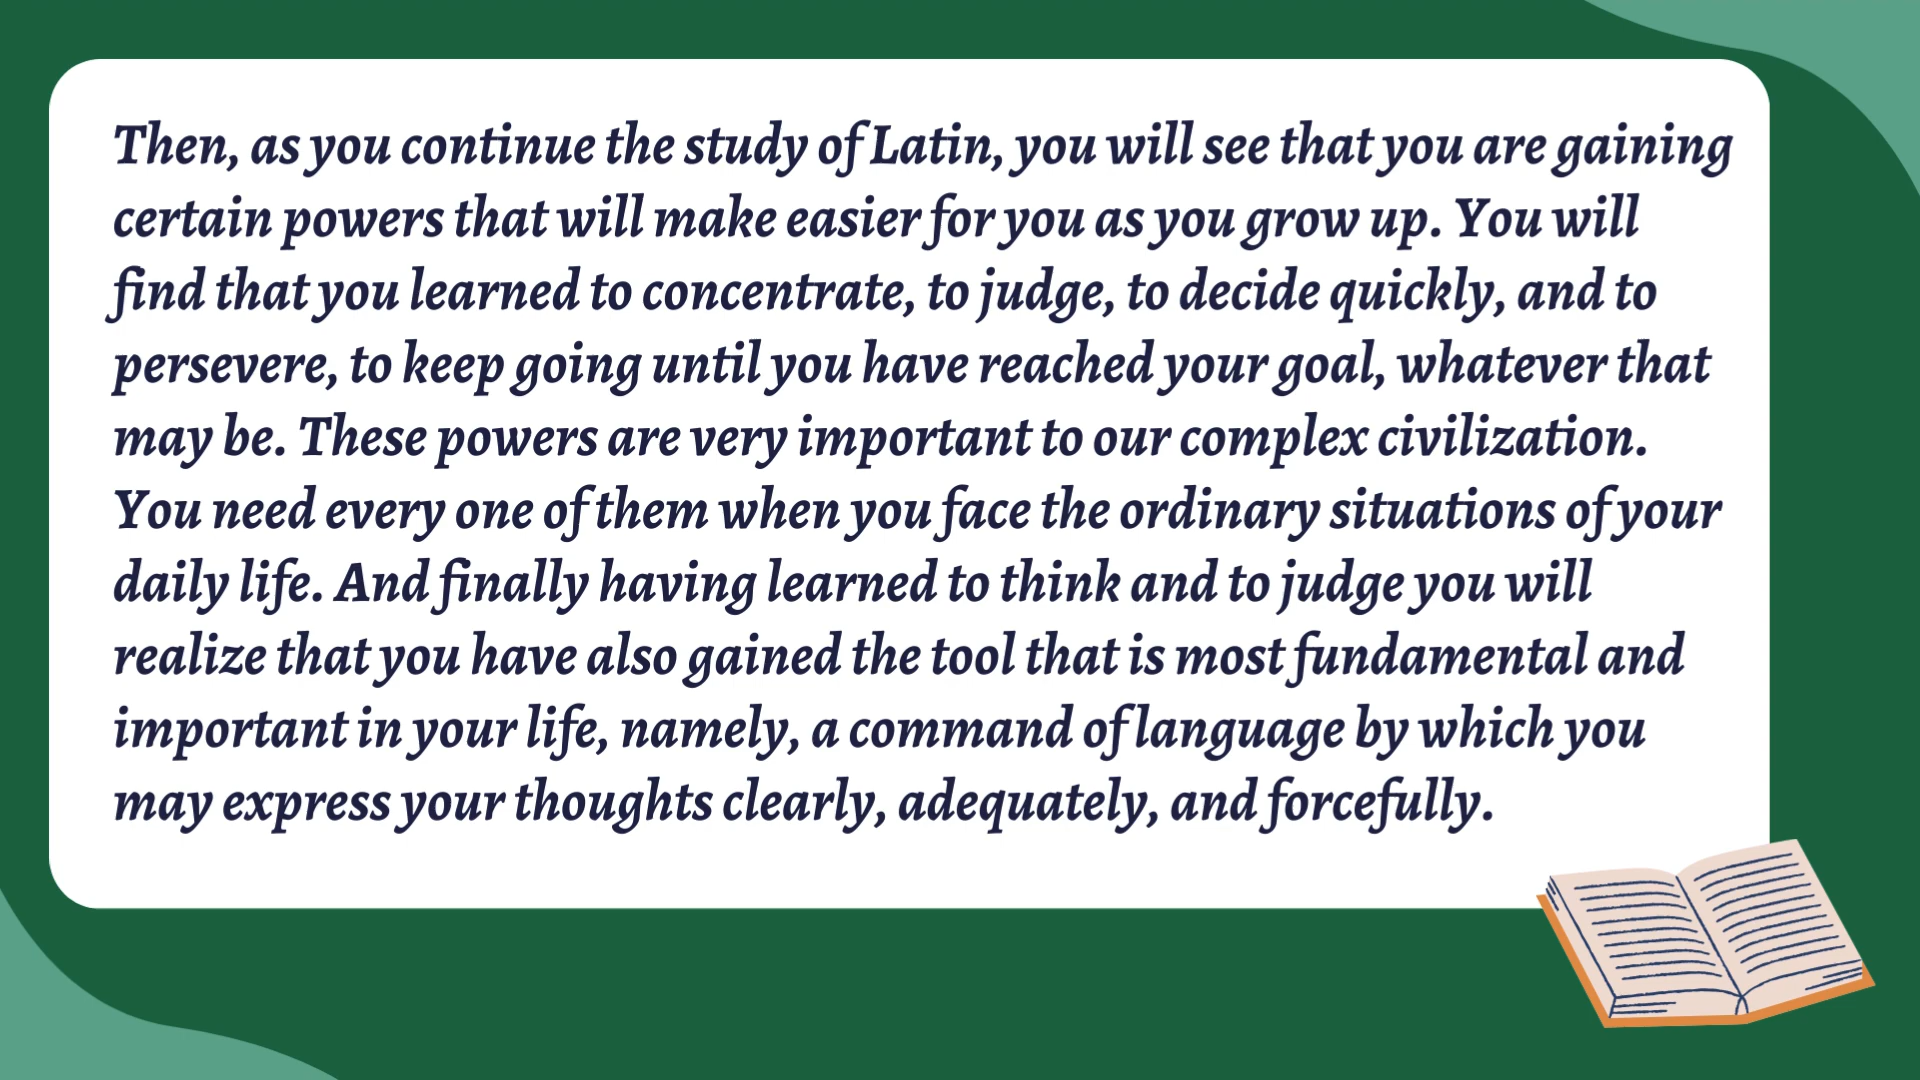 Then, as you continue the study of Latin, you will see that you are gaining
certain powers that will make easier for you as you grow up. You will
find that you learned to concentrate, to judge, to decide quickly, and to
persevere, to keep going until you have reached your goal, whatever that
may be. These powers are very important to our complex civilization.
You need every one of them when you face the ordinary situations of your
daily life. And finally having learned to think and to judge you will
realize that you have also gained the tool that is most fundamental and
important in your life, namely, a command of language by which you
may express your thoughts clearly, adequately, and forcefully.